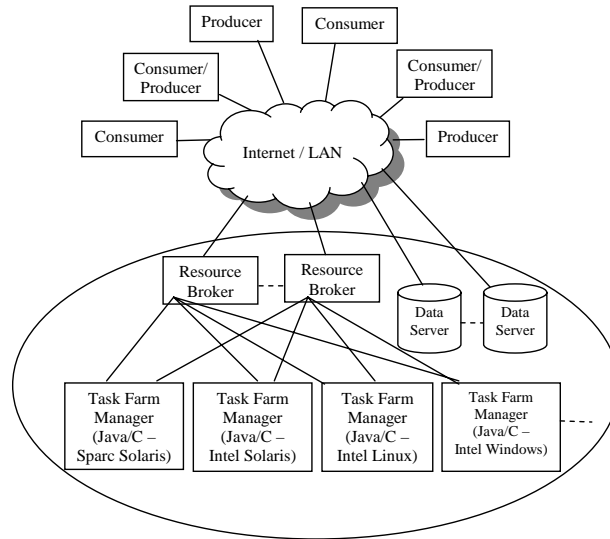 Producer
Consumer
Consumer/
Producer
Consumer/
Producer
Consumer
Internet / LAN
Producer
Resource
Broker
Resource
Broker
Data
Server
Data
Server
Task Farm
Manager
(Java/C –
Sparc Solaris)
Task Farm
Manager
(Java/C –
Intel Solaris)
Task Farm
Manager
(Java/C –
Intel Linux)
Task Farm
Manager
(Java/C –
Intel Windows)